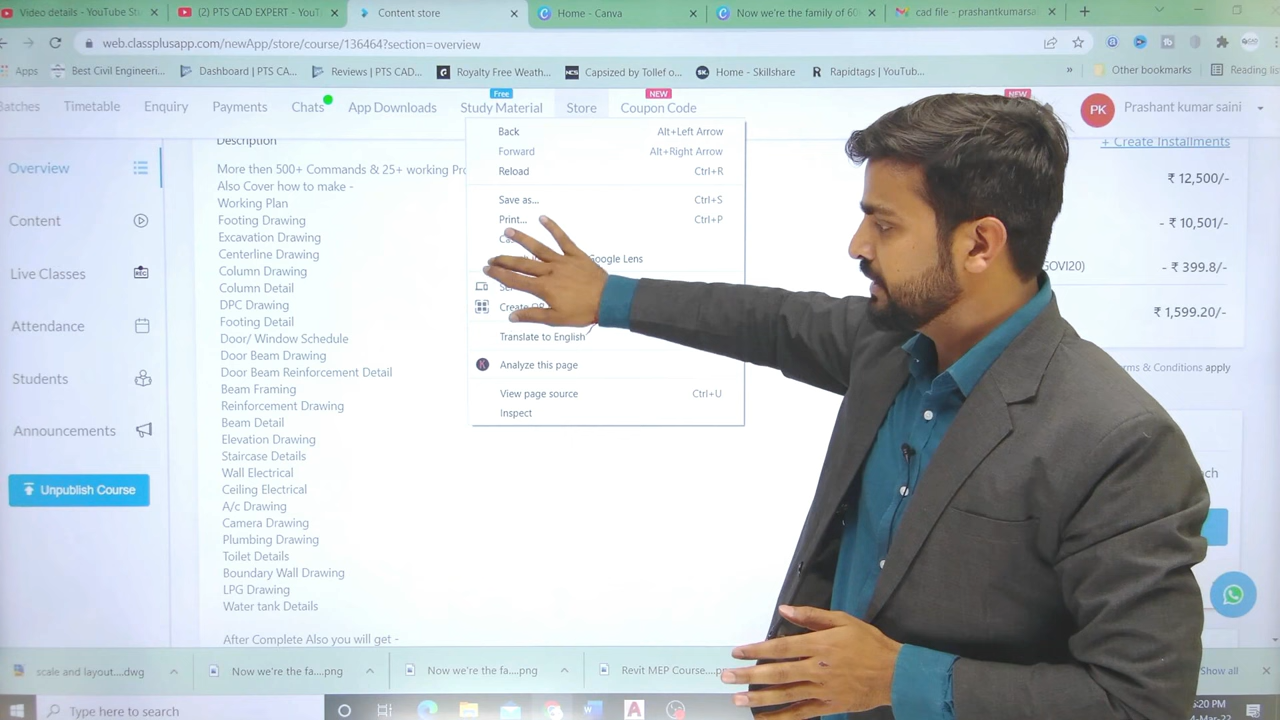 Video details - YouTube St
(2) PTS CAD EXPERT - YouT
Content store
Home - Canva
Now we're the family of 60
cad file - prashantkumarsa
web.classplusapp.com/newApp/store/course/136464?section=overview
Apps
Best Civil Engineeri...
Dashboard | PTS CA...
Reviews | PTS CAD...
Royalty Free Weath...
Capsized by Tollef o...
Home - Skillshare
Rapidtags | YouTub...
»
Other bookmarks
Reading list
Batches
Timetable
Enquiry
Payments
Chats
App Downloads
Free
Study Material
Store
NEW
Coupon Code
NEW
PK
Prashant kumar saini
Overview
Content
Live Classes
Attendance
Students
Announcements
Unpublish Course
Description
More then 500+ Commands & 25+ working Pro
Also Cover how to make -
Working Plan
Footing Drawing
Excavation Drawing
Centerline Drawing
Column Drawing
Column Detail
DPC Drawing
Footing Detail
Door/ Window Schedule
Door Beam Drawing
Door Beam Reinforcement Detail
Beam Framing
Reinforcement Drawing
Beam Detail
Elevation Drawing
Staircase Details
Wall Electrical
Ceiling Electrical
A/c Drawing
Camera Drawing
Plumbing Drawing
Toilet Details
Boundary Wall Drawing
LPG Drawing
Water tank Details
After Complete Also you will get -
Back Alt+Left Arrow
Forward Alt+Right Arrow
Reload Ctrl+R
Save as... Ctrl+S
Print... Ctrl+P
Google Lens
Create QR
Translate to English
Analyze this page
View page source Ctrl+U
Inspect
+ Create Installments
₹ 12,500/-
- ₹ 10,501/-
GOVI20) - ₹ 399.8/-
₹ 1,599.20/-
rms & Conditions apply
scale and layout....dwg
Now we're the fa....png
Now we're the fa....png
Revit MEP Course....pn
Show all
Type here to search
:20 PM